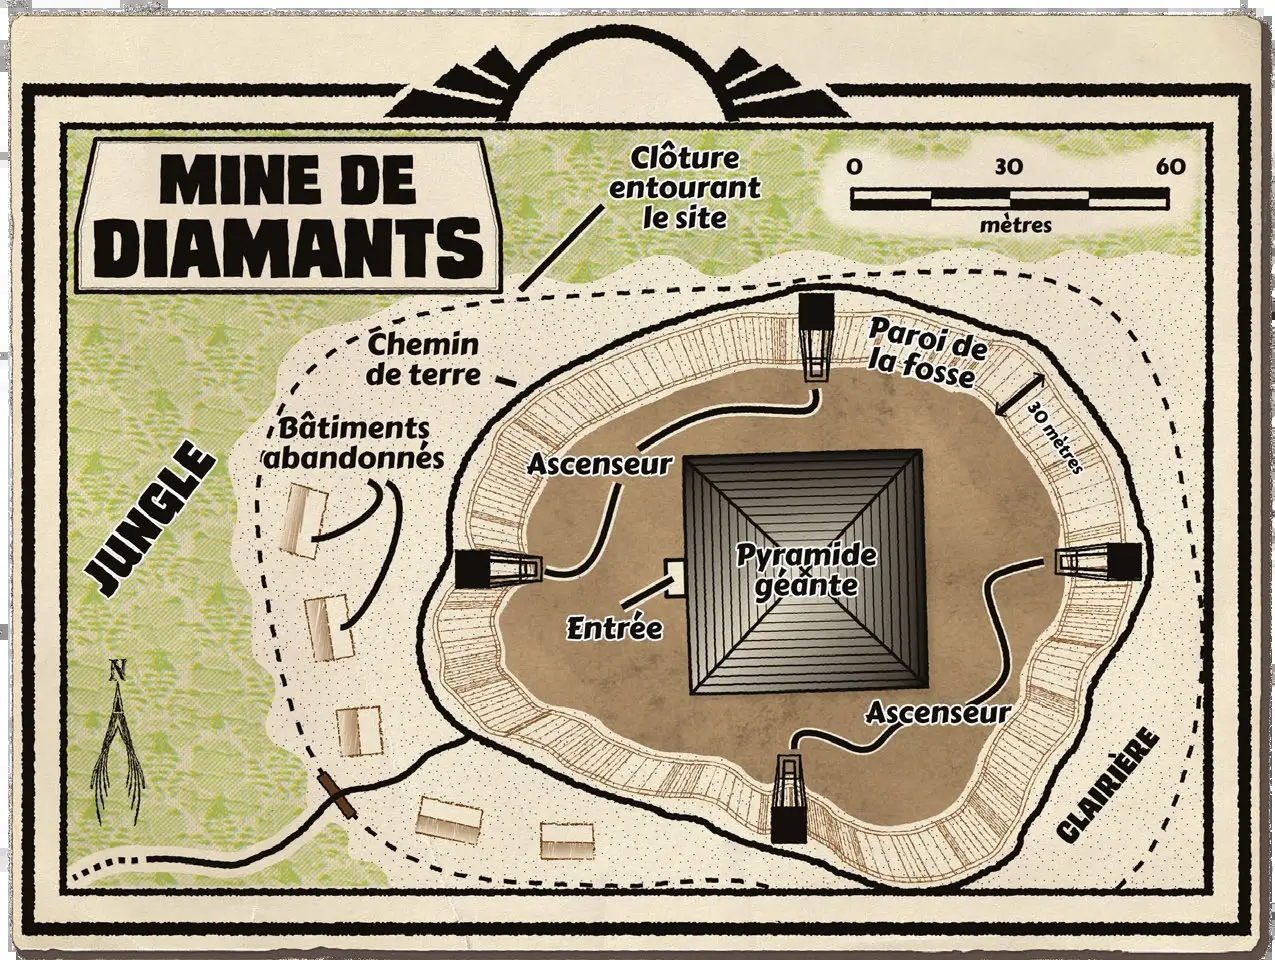 MINE DE
DIAMANTS
Clôture
entourant
le site
0 30 60
mètres
Chemin
de terre
Paroi de
la fosse
30 mètres
Bâtiments
abandonnés
Ascenseur
JUNGLE
Pyramide
géante
Entrée
N
Ascenseur
CLAIRIÈRE